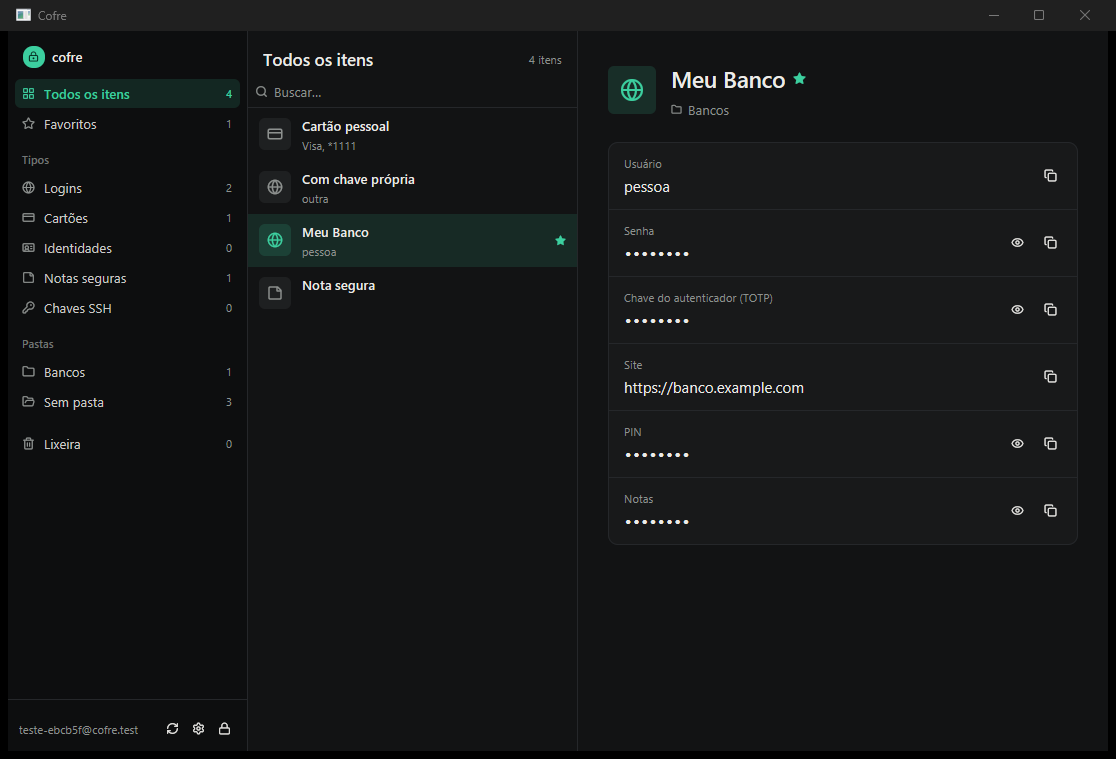 Cofre
cofre
Todos os itens 4
Favoritos 1
Tipos
Logins 2
Cartões 1
Identidades 0
Notas seguras 1
Chaves SSH 0
Pastas
Bancos 1
Sem pasta 3
Lixeira 0
teste-ebcb5f@cofre.test
Todos os itens 4 itens
Buscar...
Cartão pessoal
Visa, *1111
Com chave própria
outra
Meu Banco
pessoa
Nota segura
Meu Banco
Bancos
Usuário
pessoa
Senha
••••••••
Chave do autenticador (TOTP)
••••••••
Site
https://banco.example.com
PIN
••••••••
Notas
••••••••